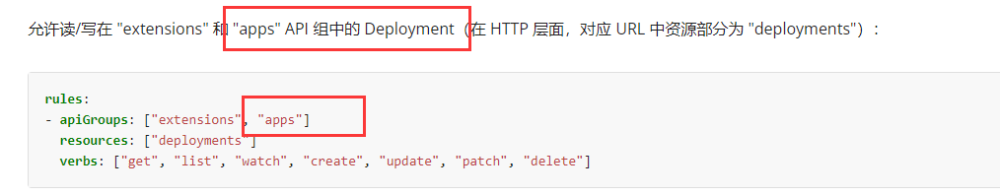 允许读/写在 "extensions" 和 "apps" API 组中的 Deployment（在 HTTP 层面，对应 URL 中资源部分为 "deployments"）：
rules:
- apiGroups: ["extensions", "apps"]
  resources: ["deployments"]
  verbs: ["get", "list", "watch", "create", "update", "patch", "delete"]